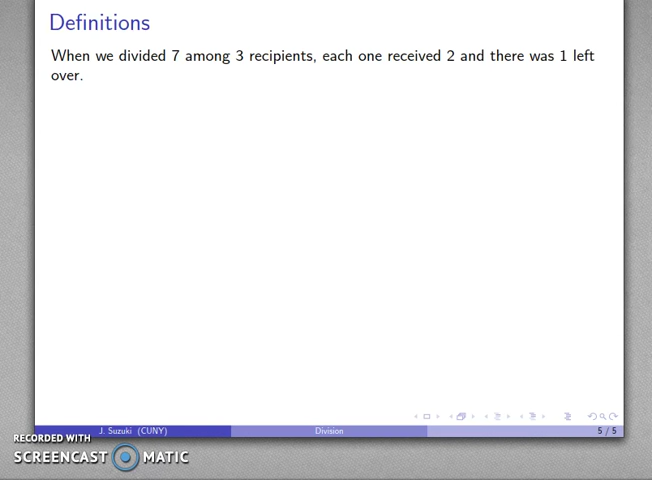 Definitions
When we divided 7 among 3 recipients, each one received 2 and there was 1 left
over.
J. Suzuki (CUNY)
Division
5 / 5
RECORDED WITH
SCREENCAST MATIC